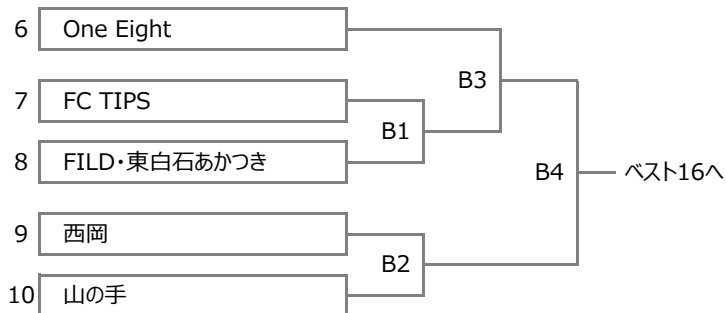 6 One Eight
B3
7 FC TIPS
B1
8 FILD・東白石あかつき
B4 ベスト16へ
9 西岡
B2
10 山の手